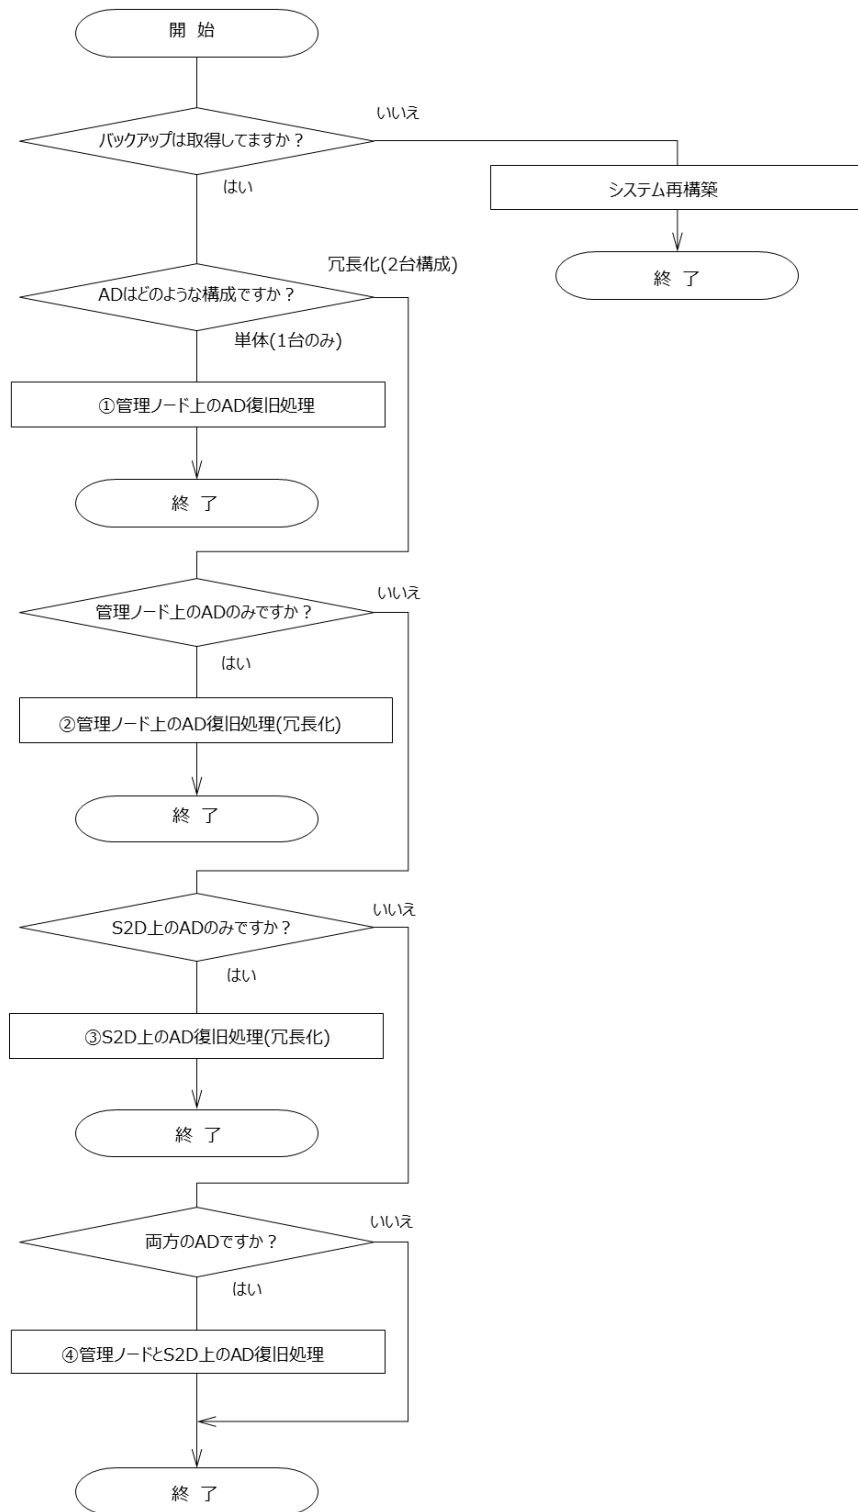 開 始
いいえ
バックアップは取得してますか？
はい
システム再構築
終 了
冗長化(2台構成)
ADはどのような構成ですか？
単体(1台のみ)
①管理ノード上のAD復旧処理
終 了
いいえ
管理ノード上のADのみですか？
はい
②管理ノード上のAD復旧処理(冗長化)
終 了
いいえ
S2D上のADのみですか？
はい
③S2D上のAD復旧処理(冗長化)
終 了
いいえ
両方のADですか？
はい
④管理ノードとS2D上のAD復旧処理
終 了